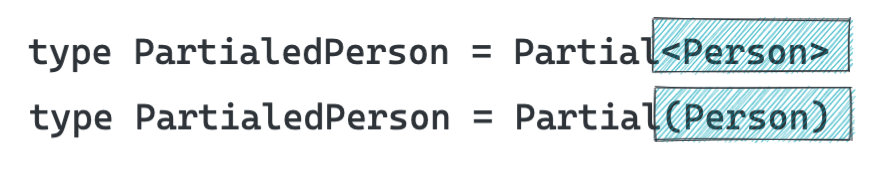 type PartialedPerson = Partial<Person>
type PartialedPerson = Partial(Person)